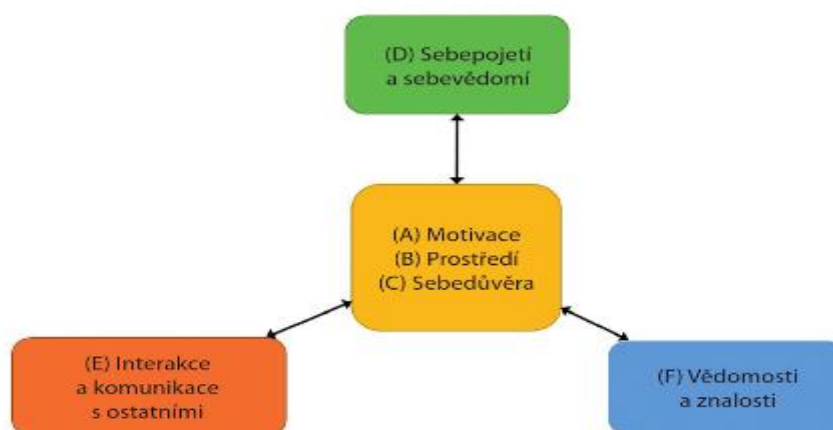 (D) Sebepojetí
a sebevědomí
(A) Motivace
(B) Prostředí
(C) Sebedůvěra
(E) Interakce
a komunikace
s ostatními
(F) Vědomosti
a znalosti